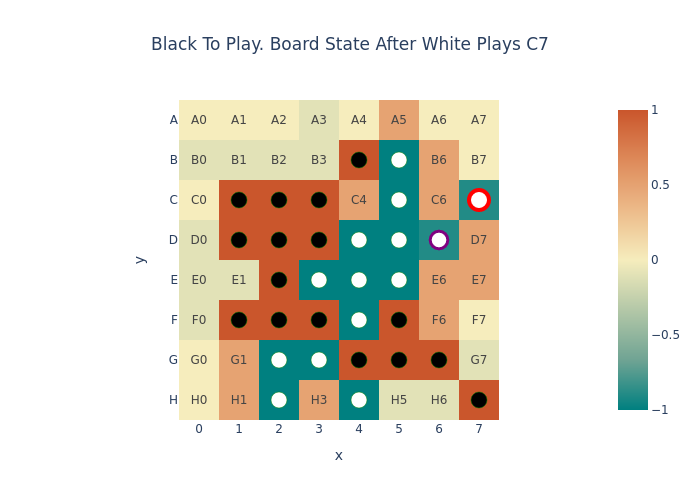 Black To Play. Board State After White Plays C7
A A0 A1 A2 A3 A4 A5 A6 A7
B B0 B1 B2 B3 B6 B7
C C0 C4 C6
D D0 D7
E E0 E1 E6 E7
F F0 F6 F7
G G0 G1 G7
H H0 H1 H3 H5 H6
0 1 2 3 4 5 6 7
x
y
1
0.5
0
−0.5
−1